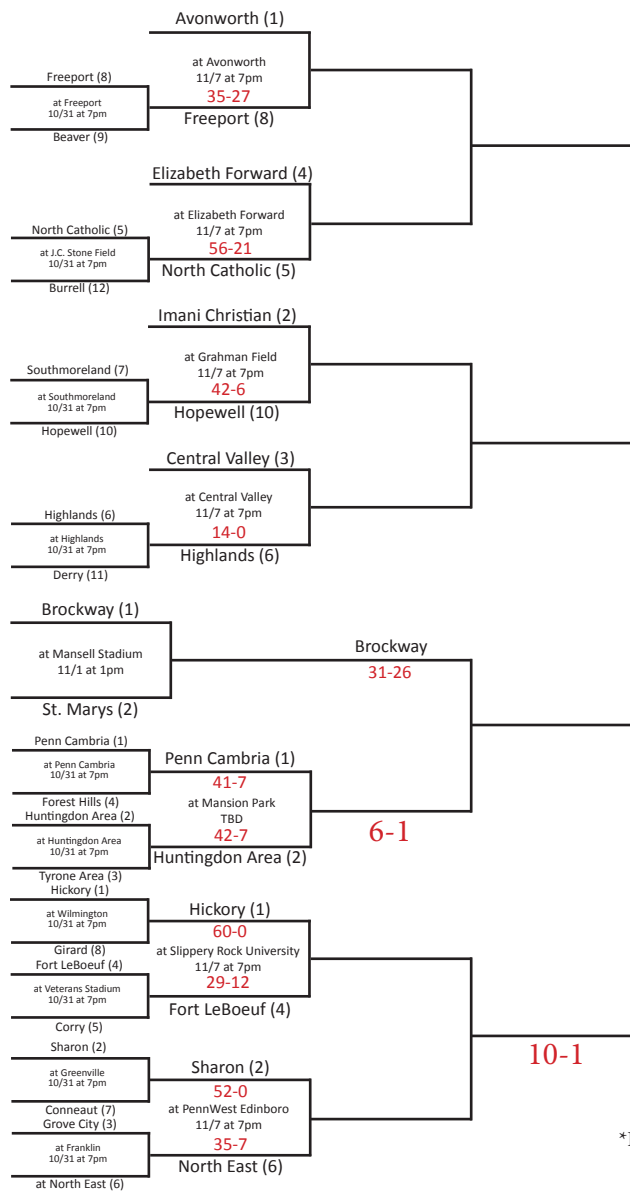 Avonworth (1)
Freeport (8)
at Freeport
10/31 at 7pm
Beaver (9)
at Avonworth
11/7 at 7pm
35-27
Freeport (8)
Elizabeth Forward (4)
North Catholic (5)
at J.C. Stone Field
10/31 at 7pm
Burrell (12)
at Elizabeth Forward
11/7 at 7pm
56-21
North Catholic (5)
Imani Christian (2)
Southmoreland (7)
at Southmoreland
10/31 at 7pm
Hopewell (10)
at Grahman Field
11/7 at 7pm
42-6
Hopewell (10)
Central Valley (3)
Highlands (6)
at Highlands
10/31 at 7pm
Derry (11)
at Central Valley
11/7 at 7pm
14-0
Highlands (6)
Brockway (1)
at Mansell Stadium
11/1 at 1pm
St. Marys (2)
Brockway
31-26
Penn Cambria (1)
at Penn Cambria
10/31 at 7pm
Forest Hills (4)
Huntingdon Area (2)
at Huntingdon Area
10/31 at 7pm
Tyrone Area (3)
Penn Cambria (1)
41-7
at Mansion Park
TBD
42-7
Huntingdon Area (2)
6-1
Hickory (1)
at Wilmington
10/31 at 7pm
Girard (8)
Fort LeBoeuf (4)
at Veterans Stadium
10/31 at 7pm
Corry (5)
Hickory (1)
60-0
at Slippery Rock University
11/7 at 7pm
29-12
Fort LeBoeuf (4)
Sharon (2)
at Greenville
10/31 at 7pm
Conneaut (7)
Grove City (3)
at Franklin
10/31 at 7pm
at North East (6)
Sharon (2)
52-0
at PennWest Edinboro
11/7 at 7pm
35-7
North East (6)
10-1